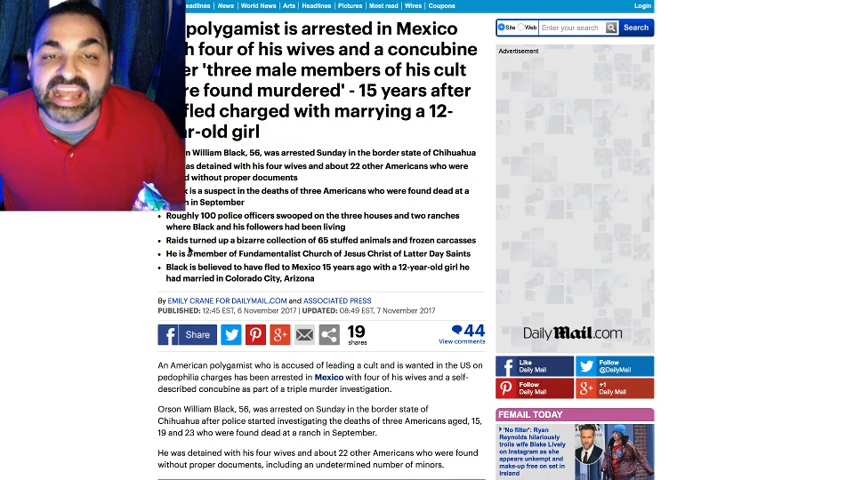 eadlines News World News Arts Headlines Pictures Most read Wires Coupons Login
polygamist is arrested in Mexico
h four of his wives and a concubine
er 'three male members of his cult
re found murdered' - 15 years after
fled charged with marrying a 12-
r-old girl
Site Web Enter your search Search
Advertisement
n William Black, 56, was arrested Sunday in the border state of Chihuahua
as detained with his four wives and about 22 other Americans who were
d without proper documents
k is a suspect in the deaths of three Americans who were found dead at a
h in September
• Roughly 100 police officers swooped on the three houses and two ranches
where Black and his followers had been living
• Raids turned up a bizarre collection of 65 stuffed animals and frozen carcasses
• He is a member of Fundamentalist Church of Jesus Christ of Latter Day Saints
• Black is believed to have fled to Mexico 15 years ago with a 12-year-old girl he
had married in Colorado City, Arizona
By EMILY CRANE FOR DAILYMAIL.COM and ASSOCIATED PRESS
PUBLISHED: 12:45 EST, 6 November 2017 | UPDATED: 08:49 EST, 7 November 2017
f Share 19 shares
44 View comments
An American polygamist who is accused of leading a cult and is wanted in the US on
pedophilia charges has been arrested in Mexico with four of his wives and a self-
described concubine as part of a triple murder investigation.
Orson William Black, 56, was arrested on Sunday in the border state of
Chihuahua after police started investigating the deaths of three Americans aged, 15,
19 and 23 who were found dead at a ranch in September.
He was detained with his four wives and about 22 other Americans who were found
without proper documents, including an undetermined number of minors.
Daily Mail.com
Like Daily Mail
Follow @DailyMail
Follow Daily Mail
+1 Daily Mail
FEMAIL TODAY
'No filter': Ryan
Reynolds hilariously
trolls wife Blake Lively
on Instagram as she
appears unkempt and
make-up free on set in
Ireland